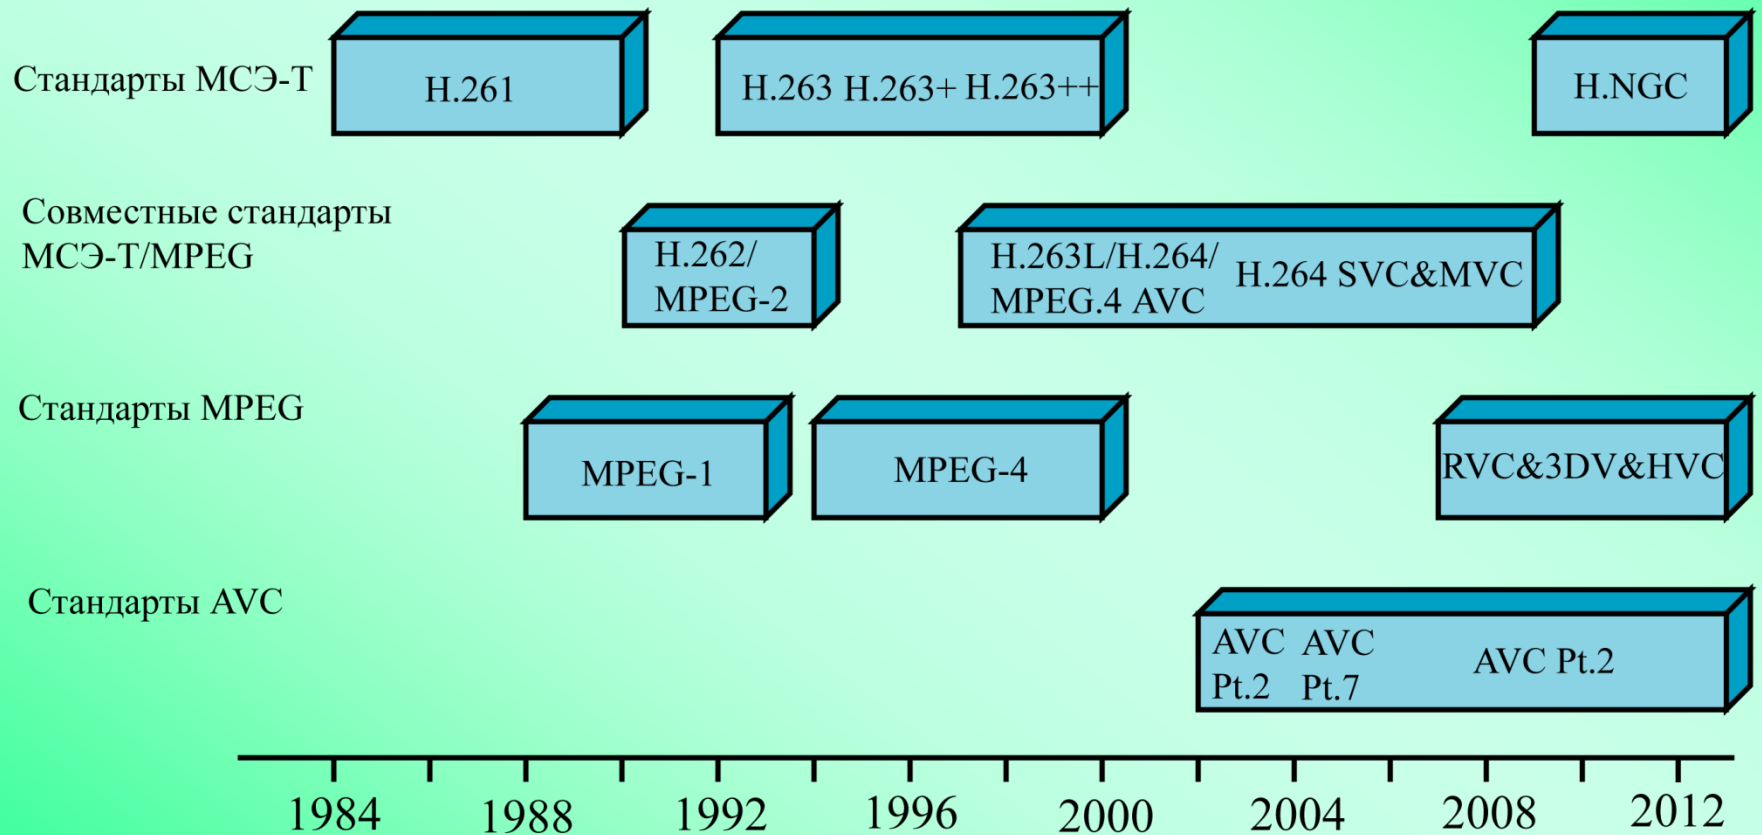 Стандарты МСЭ-Т
H.261
H.263 H.263+ H.263++
H.NGC
Совместные стандарты
МСЭ-Т/MPEG
H.262/
MPEG-2
H.263L/H.264/
MPEG.4 AVC
H.264 SVC&MVC
Стандарты MPEG
MPEG-1
MPEG-4
RVC&3DV&HVC
Стандарты AVC
AVC
Pt.2
AVC
Pt.7
AVC Pt.2
1984 1988 1992 1996 2000 2004 2008 2012